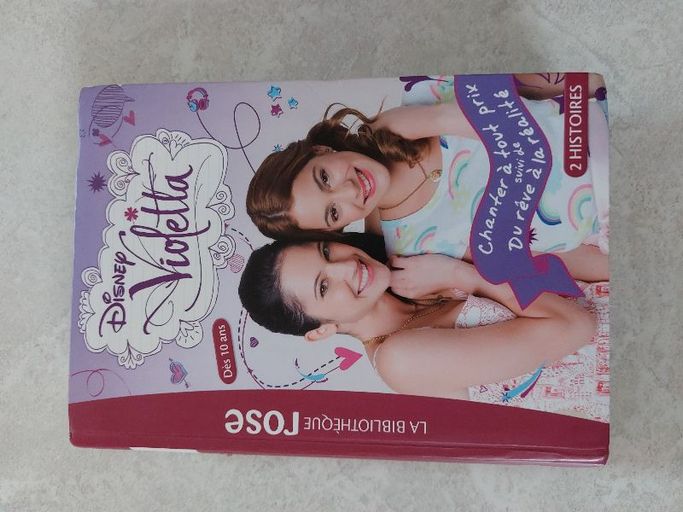 DISNEY
Violetta
Dès 10 ans
Chanter à tout prix
suivi de
Du rêve à la réalité
2 HISTOIRES
LA BIBLIOTHÈQUE rose